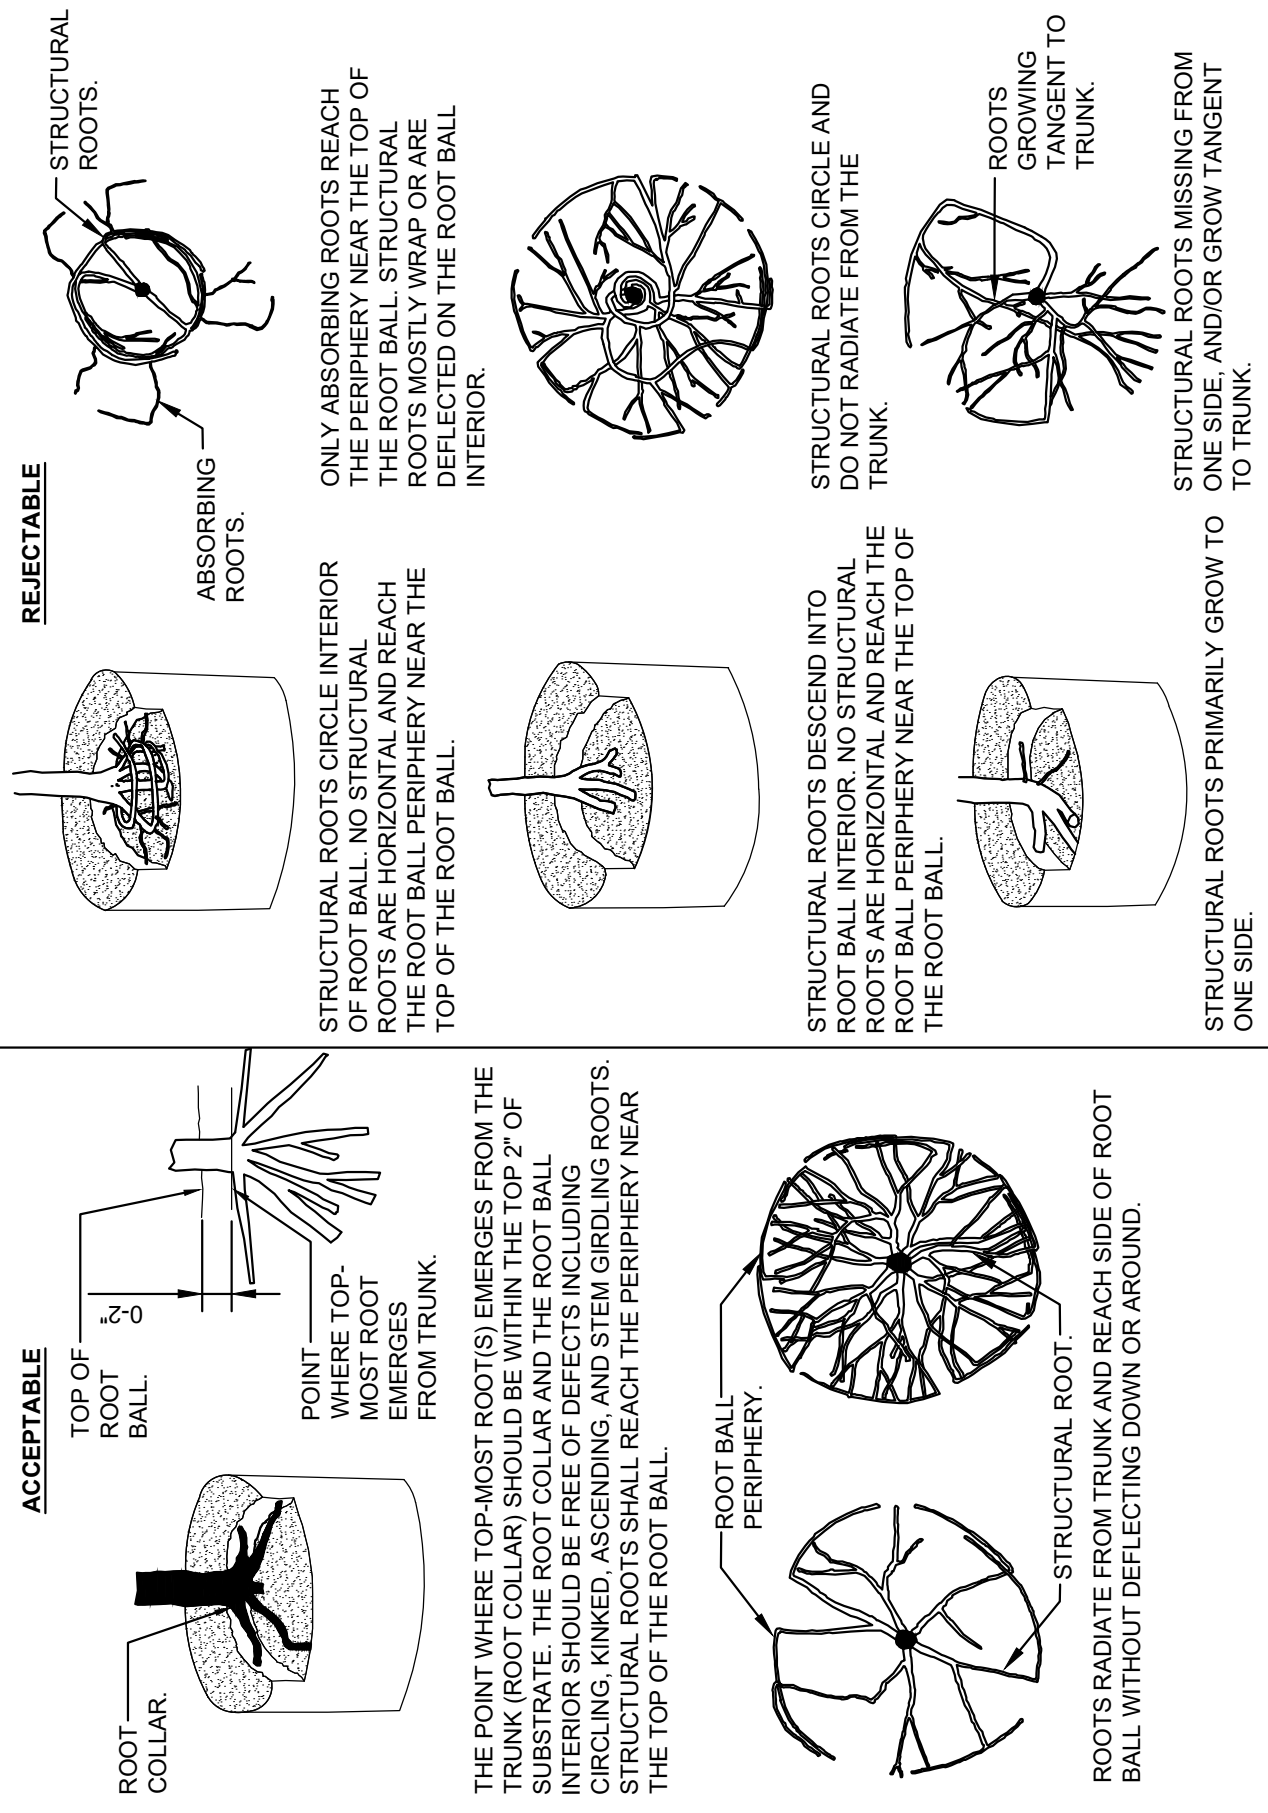 ACCEPTABLE
ROOT
COLLAR.
TOP OF
ROOT
BALL.
0-2"
POINT
WHERE TOP-
MOST ROOT
EMERGES
FROM TRUNK.
THE POINT WHERE TOP-MOST ROOT(S) EMERGES FROM THE
TRUNK (ROOT COLLAR) SHOULD BE WITHIN THE TOP 2" OF
SUBSTRATE. THE ROOT COLLAR AND THE ROOT BALL
INTERIOR SHOULD BE FREE OF DEFECTS INCLUDING
CIRCLING, KINKED, ASCENDING, AND STEM GIRDLING ROOTS.
STRUCTURAL ROOTS SHALL REACH THE PERIPHERY NEAR
THE TOP OF THE ROOT BALL.
ROOT BALL
PERIPHERY.
STRUCTURAL ROOT.
ROOTS RADIATE FROM TRUNK AND REACH SIDE OF ROOT
BALL WITHOUT DEFLECTING DOWN OR AROUND.
REJECTABLE
STRUCTURAL ROOTS CIRCLE INTERIOR
OF ROOT BALL. NO STRUCTURAL
ROOTS ARE HORIZONTAL AND REACH
THE ROOT BALL PERIPHERY NEAR THE
TOP OF THE ROOT BALL.
ABSORBING
ROOTS.
STRUCTURAL
ROOTS.
ONLY ABSORBING ROOTS REACH
THE PERIPHERY NEAR THE TOP OF
THE ROOT BALL. STRUCTURAL
ROOTS MOSTLY WRAP OR ARE
DEFLECTED ON THE ROOT BALL
INTERIOR.
STRUCTURAL ROOTS DESCEND INTO
ROOT BALL INTERIOR. NO STRUCTURAL
ROOTS ARE HORIZONTAL AND REACH THE
ROOT BALL PERIPHERY NEAR THE TOP OF
THE ROOT BALL.
STRUCTURAL ROOTS CIRCLE AND
DO NOT RADIATE FROM THE
TRUNK.
STRUCTURAL ROOTS PRIMARILY GROW TO
ONE SIDE.
ROOTS
GROWING
TANGENT TO
TRUNK.
STRUCTURAL ROOTS MISSING FROM
ONE SIDE, AND/OR GROW TANGENT
TO TRUNK.